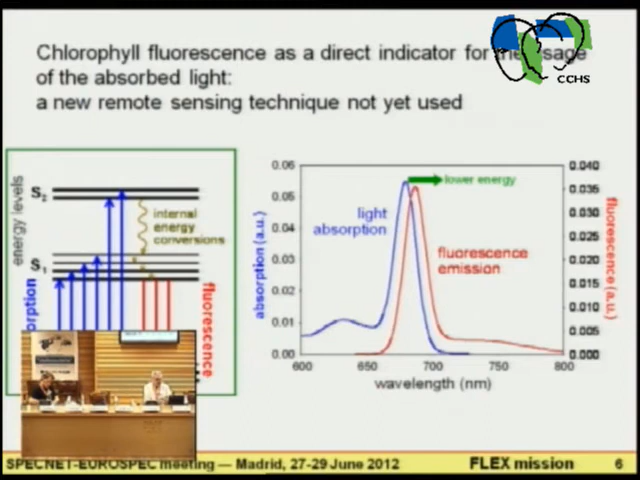 Chlorophyll fluorescence as a direct indicator for the usage
of the absorbed light:
a new remote sensing technique not yet used
CCHS
energy levels
S2
S1
internal
energy
conversions
fluorescence
0.06
0.05
0.04
0.03
0.02
0.01
0.00
absorption (a.u.)
light
absorption
lower energy
fluorescence
emission
0.040
0.035
0.030
0.025
0.020
0.015
0.010
0.005
0.000
fluorescence (a.u.)
600
650
700
750
800
wavelength (nm)
SPECNET-EUROSPEC meeting — Madrid, 27-29 June 2012
FLEX mission
6